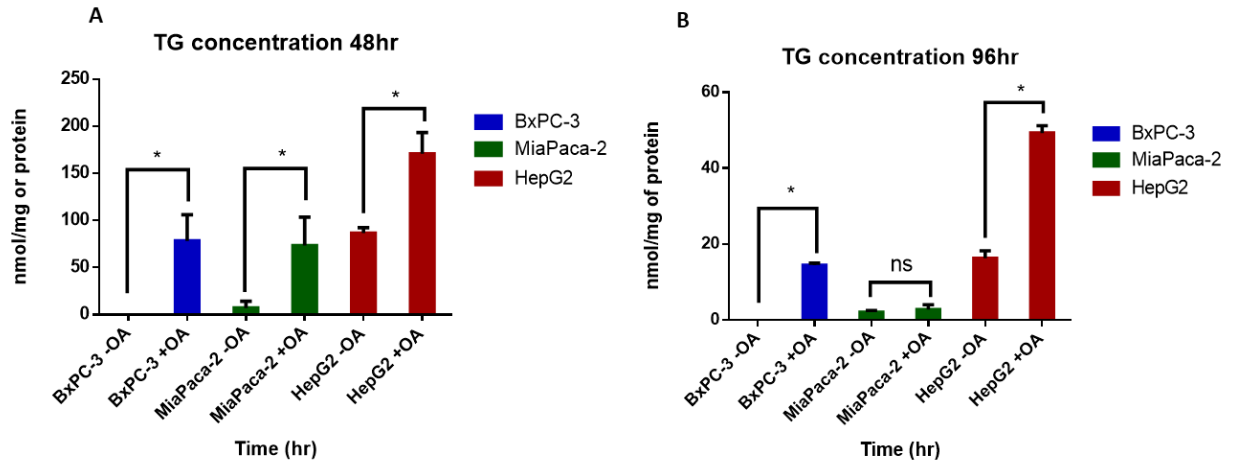 A
TG concentration 48hr
nmol/mg or protein
250
200
150
100
50
0
*
*
*
BxPC-3 -OA
BxPC-3 +OA
MiaPaca-2 -OA
MiaPaca-2 +OA
HepG2 -OA
HepG2 +OA
Time (hr)
BxPC-3
MiaPaca-2
HepG2
B
TG concentration 96hr
nmol/mg of protein
60
40
20
0
*
ns
*
BxPC-3 -OA
BxPC-3 +OA
MiaPaca-2 -OA
MiaPaca-2 +OA
HepG2 -OA
HepG2 +OA
Time (hr)
BxPC-3
MiaPaca-2
HepG2